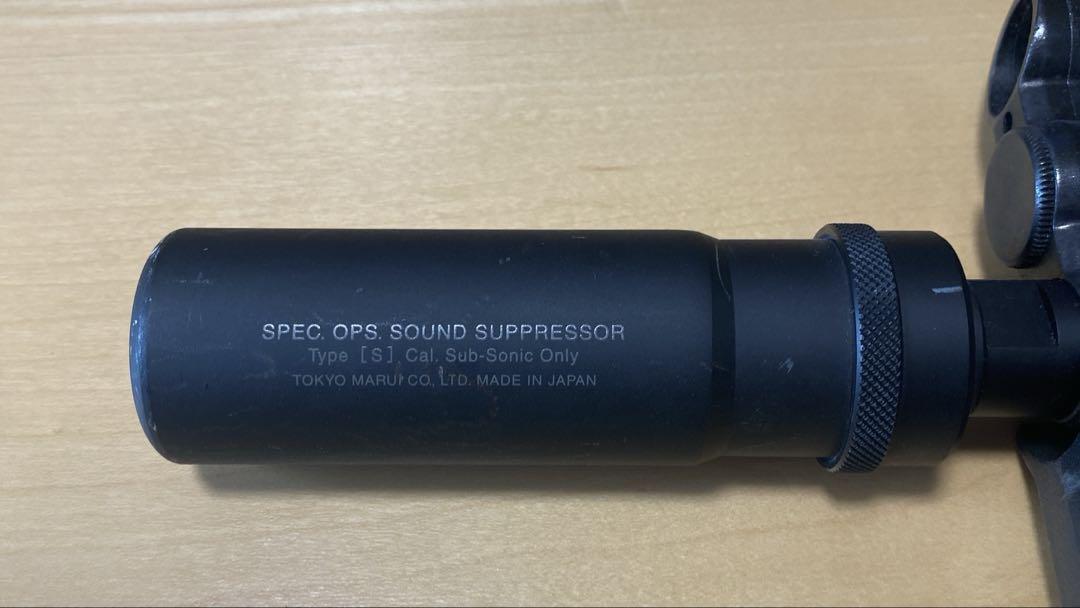 SPEC. OPS. SOUND SUPPRESSOR
Type [S] Cal. Sub-Sonic Only
TOKYO MARUI CO., LTD. MADE IN JAPAN